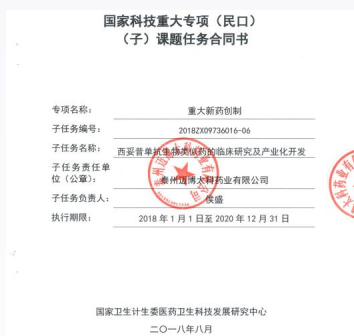 国家科技重大专项（民口）
（子）课题任务合同书
专项名称： 重大新药创制
子任务编号： 2018ZX09736016-06
子任务名称： 西妥昔单抗生物类似药的临床研究及产业化开发
子任务责任单
位（公章）： 泰州迈博太科药业有限公司
子任务负责人： 侯盛
执行期限： 2018 年 1 月 1 日至 2020 年 12 月 31 日
国家卫生计生委医药卫生科技发展研究中心
二〇一八年八月